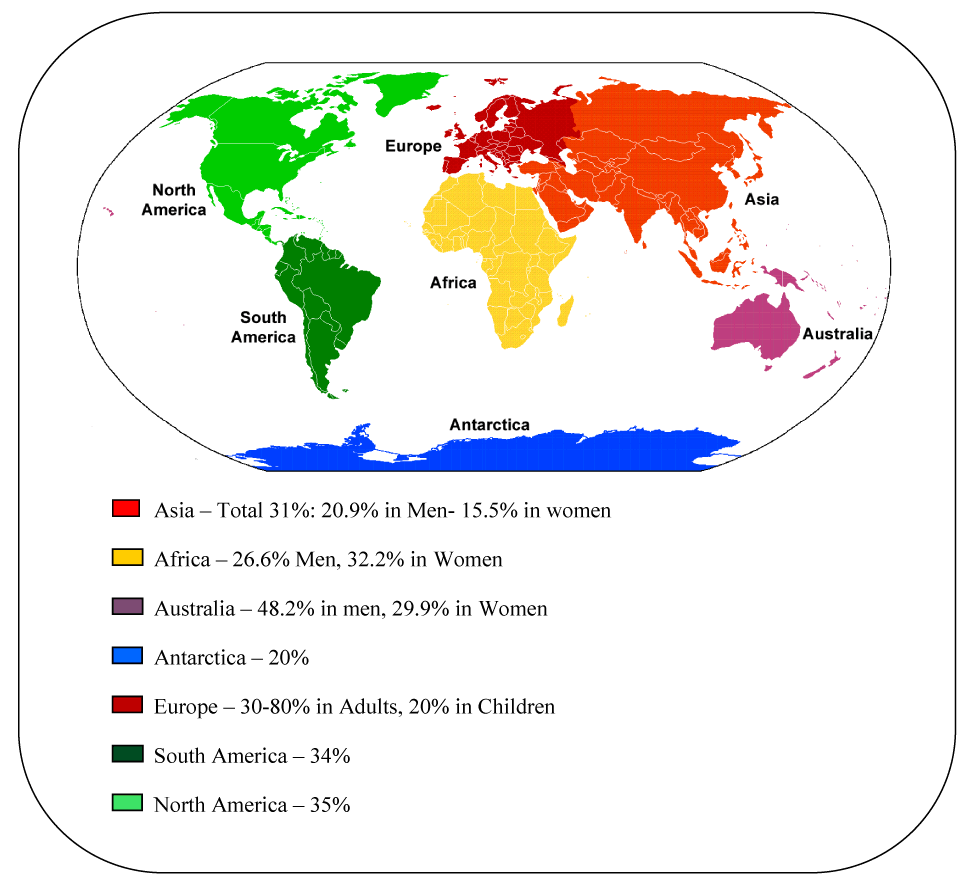 Europe
North
America
Asia
Africa
South
America
Australia
Antarctica
Asia – Total 31%: 20.9% in Men- 15.5% in women
Africa – 26.6% Men, 32.2% in Women
Australia – 48.2% in men, 29.9% in Women
Antarctica – 20%
Europe – 30-80% in Adults, 20% in Children
South America – 34%
North America – 35%